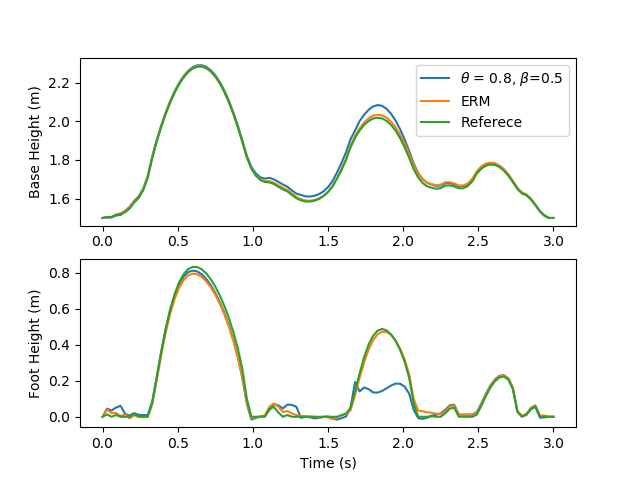 Base Height (m)
2.2
2.0
1.8
1.6
θ = 0.8, β=0.5
ERM
Referece
0.0 0.5 1.0 1.5 2.0 2.5 3.0
Foot Height (m)
0.8
0.6
0.4
0.2
0.0
0.0 0.5 1.0 1.5 2.0 2.5 3.0
Time (s)